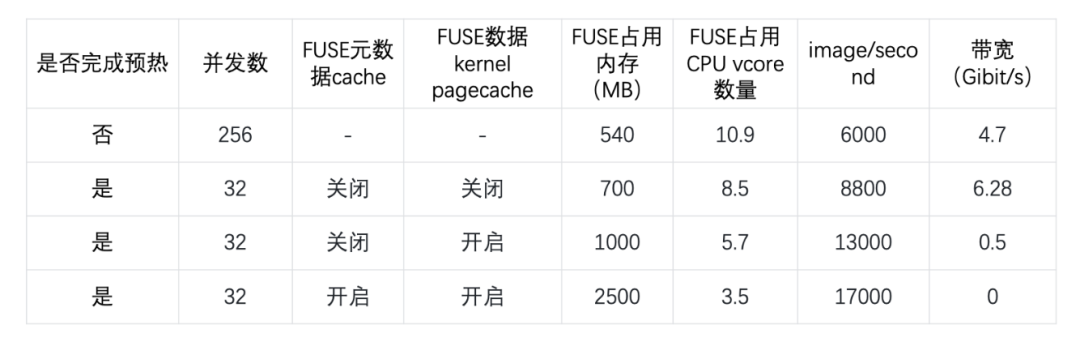 是否完成预热 并发数 FUSE元数据cache FUSE数据 kernel pagecache FUSE占用内存（MB） FUSE占用 CPU vcore 数量 image/second 带宽（Gibit/s）
否 256 - - 540 10.9 6000 4.7
是 32 关闭 关闭 700 8.5 8800 6.28
是 32 关闭 开启 1000 5.7 13000 0.5
是 32 开启 开启 2500 3.5 17000 0